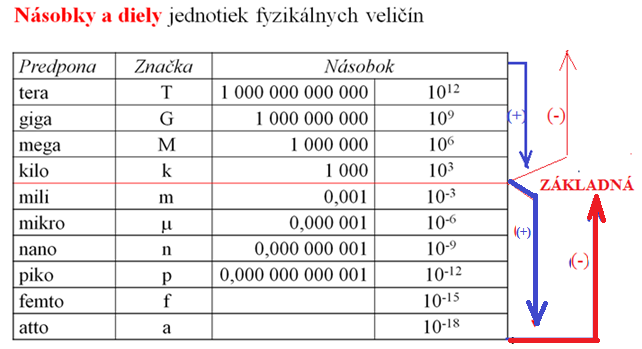 Násobky a diely jednotiek fyzikálnych veličín
Predpona Značka Násobok
tera T 1 000 000 000 000 10¹²
giga G 1 000 000 000 10⁹
mega M 1 000 000 10⁶
kilo k 1 000 10³
mili m 0,001 10⁻³
mikro μ 0,000 001 10⁻⁶
nano n 0,000 000 001 10⁻⁹
piko p 0,000 000 000 001 10⁻¹²
femto f 10⁻¹⁵
atto a 10⁻¹⁸
(+) (-)
ZÁKLADNÁ
(+) (-)